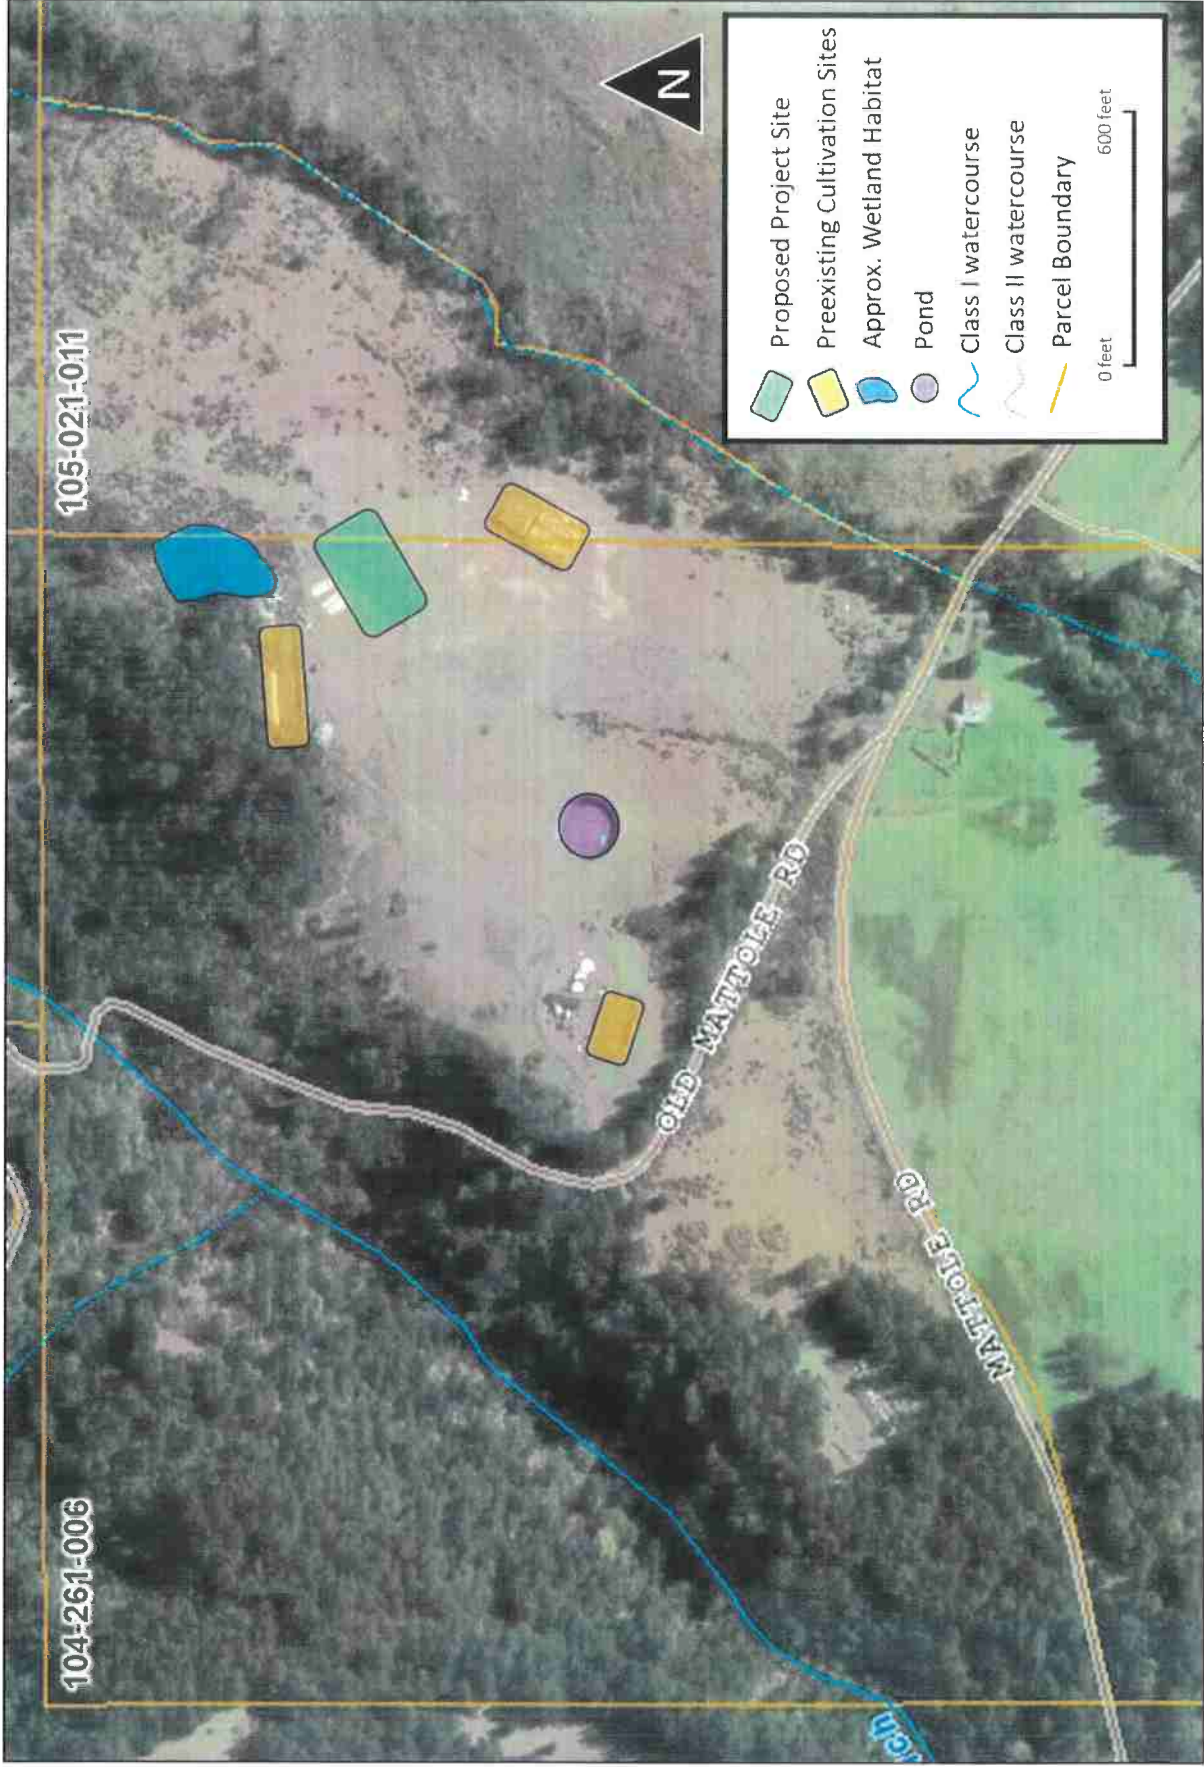 104-261-006
105-021-011
OLD MATTOLE RD
MATTOLE RD
rch
N
Proposed Project Site
Preexisting Cultivation Sites
Approx. Wetland Habitat
Pond
Class I watercourse
Class II watercourse
Parcel Boundary
0 feet
600 feet